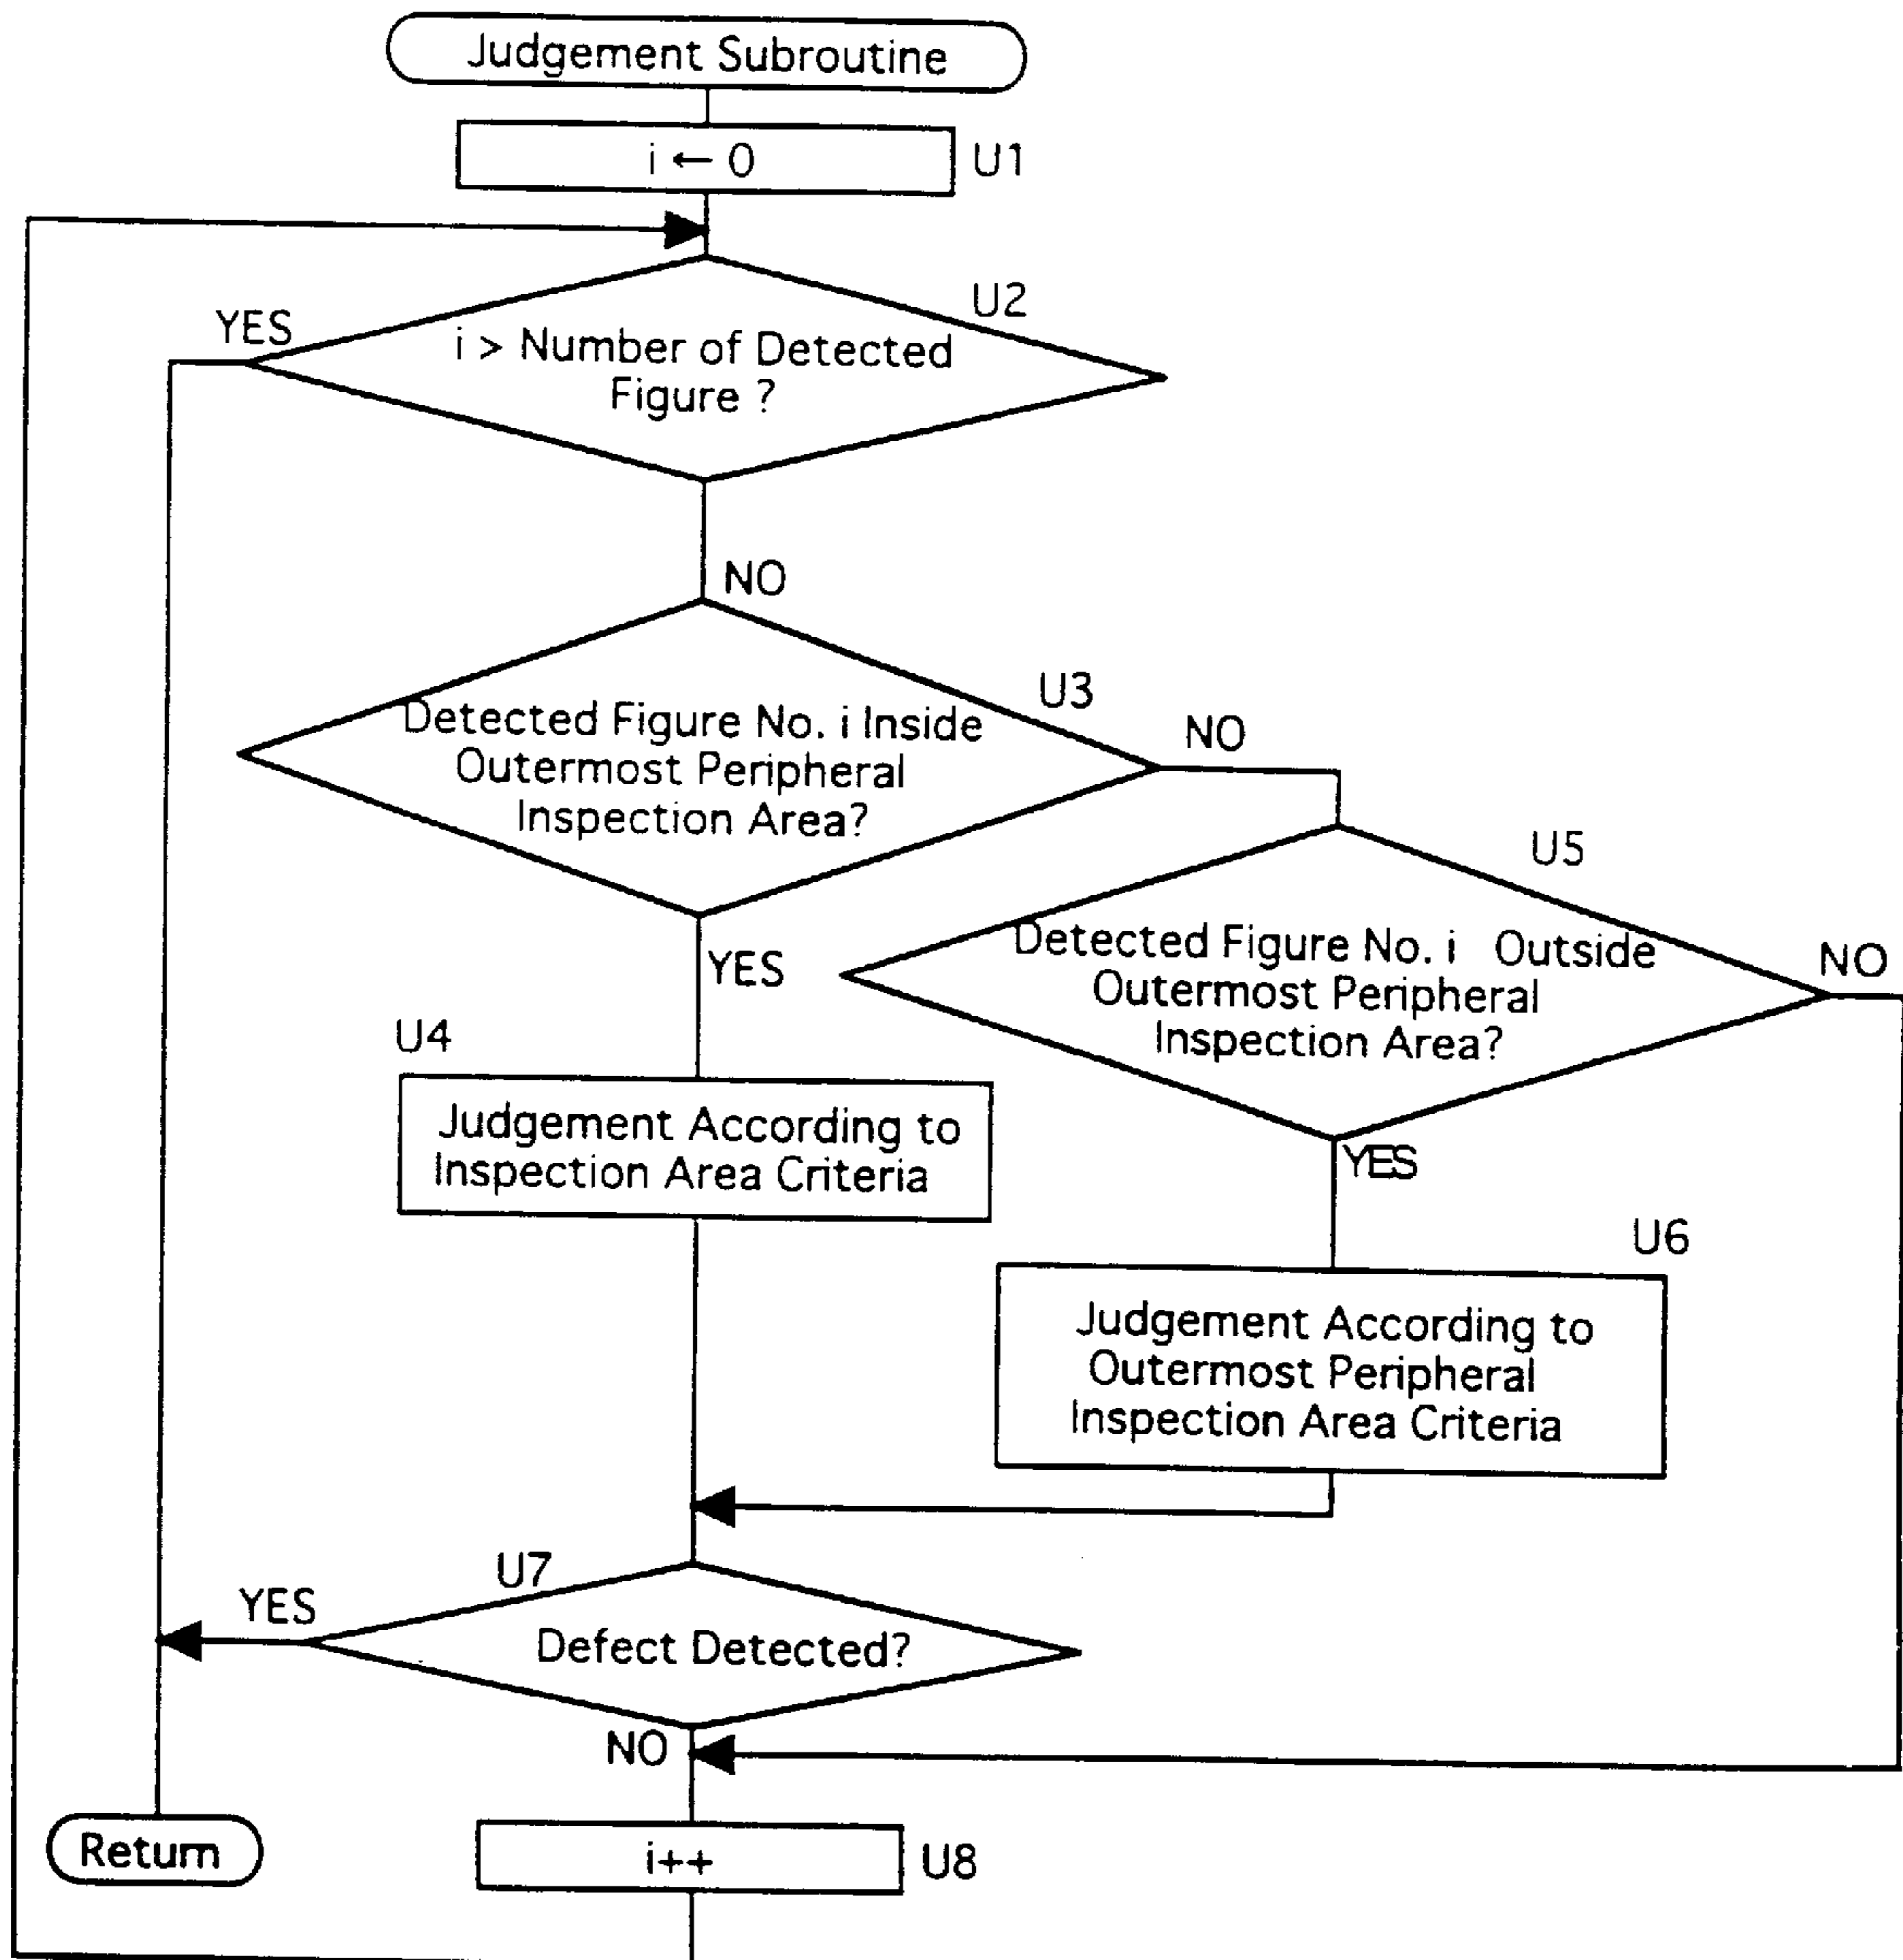 Judgement Subroutine
i ← 0
U1
U2
YES
i > Number of Detected
Figure ?
NO
U3
Detected Figure No. i Inside
Outermost Peripheral
Inspection Area?
NO
YES
U5
Detected Figure No. i Outside
Outermost Peripheral
Inspection Area?
NO
YES
U4
Judgement According to
Inspection Area Criteria
U6
Judgement According to
Outermost Peripheral
Inspection Area Criteria
U7
YES
Defect Detected?
NO
Return
i++
U8